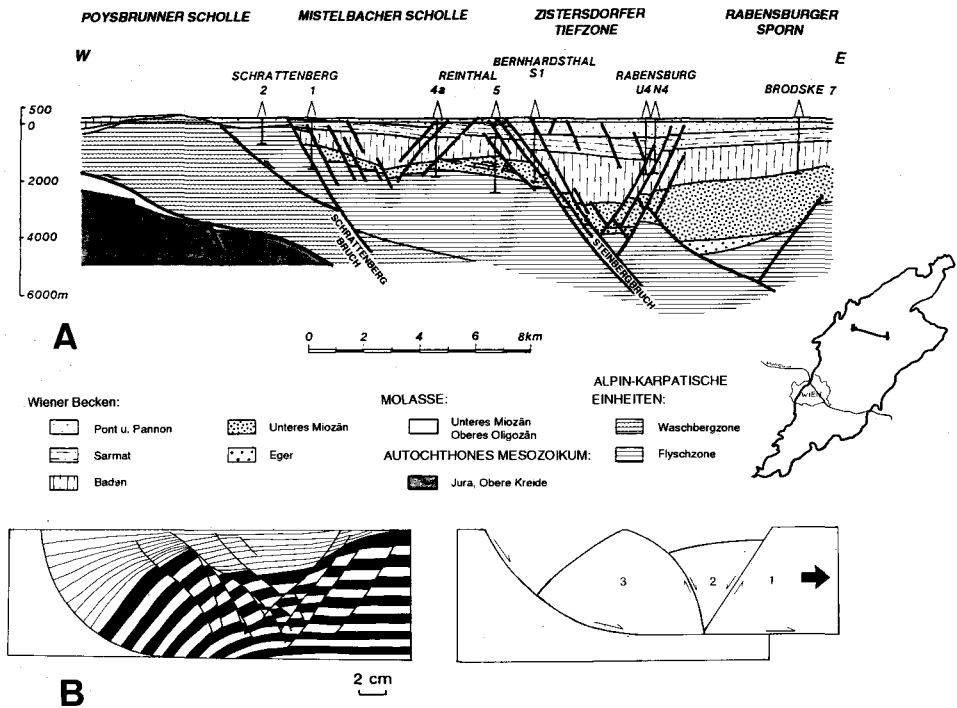 POYSBRUNNER SCHOLLE
MISTELBACHER SCHOLLE
ZISTERSDORFER
TIEFZONE
RABENSBURGER
SPORN
W
E
SCHRATTENBERG
2
1
REINTHAL
4a
5
BERNHARDSTHAL
S1
RABENSBURG
U4 N4
BRODSKE 7
500
0
2000
4000
6000m
SCHRATTENBERG
BRUCH
STEINBERGBRUCH
A
0 2 4 6 8km
Wiener Becken:
Pont u. Pannon
Sarmat
Baden
Unteres Miozän
Eger
MOLASSE:
Unteres Miozän
Oberes Oligozän
AUTOCHTHONES MESOZOIKUM:
Jura, Obere Kreide
ALPIN-KARPATISCHE
EINHEITEN:
Waschbergzone
Flyschzone
WIEN
B
2 cm
3
2
1